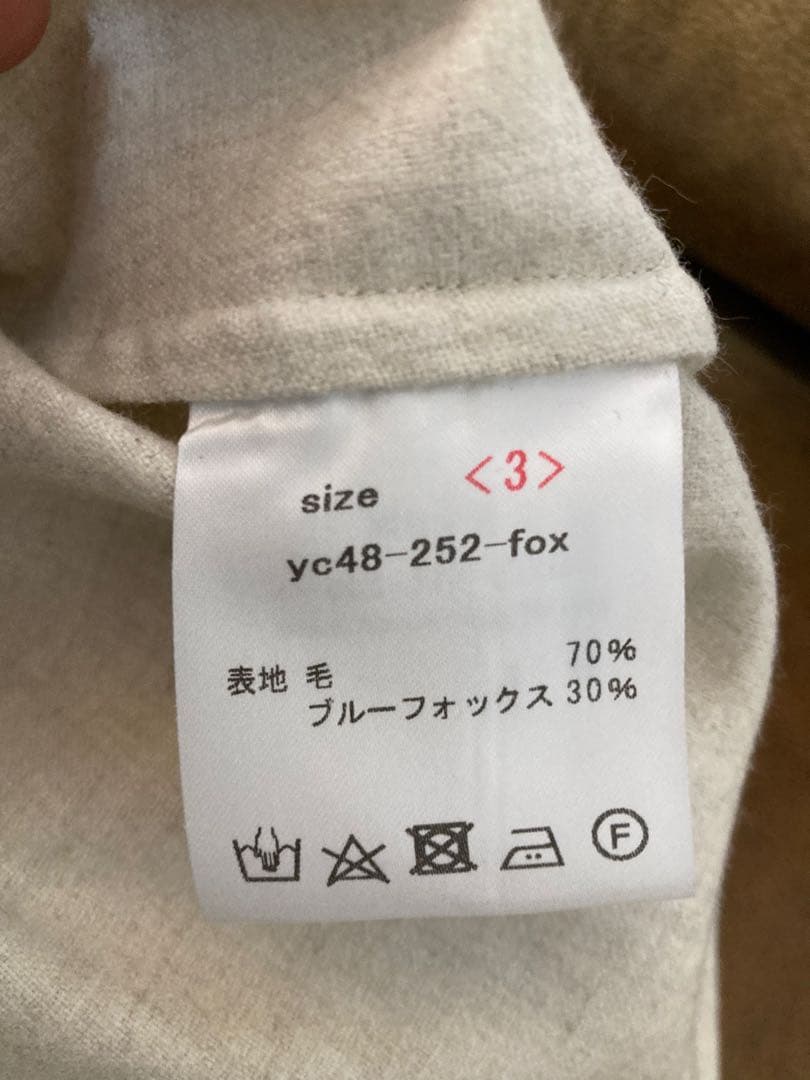 size <3>
yc48-252-fox
表地 毛 70%
ブルーフォックス 30%
F